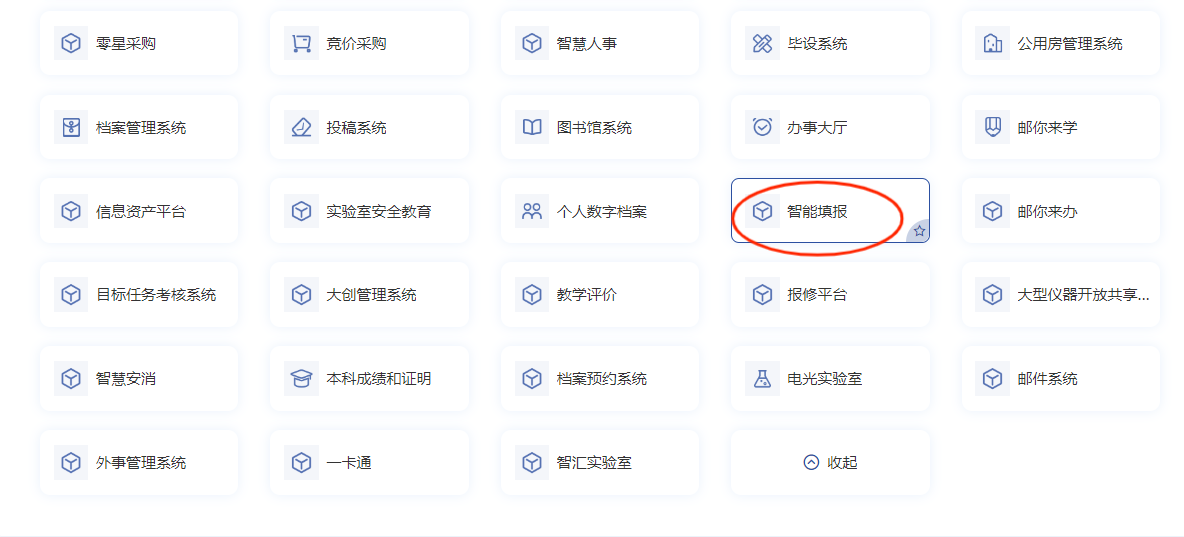 零星采购
竞价采购
智慧人事
毕设系统
公用房管理系统
档案管理系统
投稿系统
图书馆系统
办事大厅
邮你来学
信息资产平台
实验室安全教育
个人数字档案
智能填报
邮你来办
目标任务考核系统
大创管理系统
教学评价
报修平台
大型仪器开放共享...
智慧安消
本科成绩和证明
档案预约系统
电光实验室
邮件系统
外事管理系统
一卡通
智汇实验室
收起